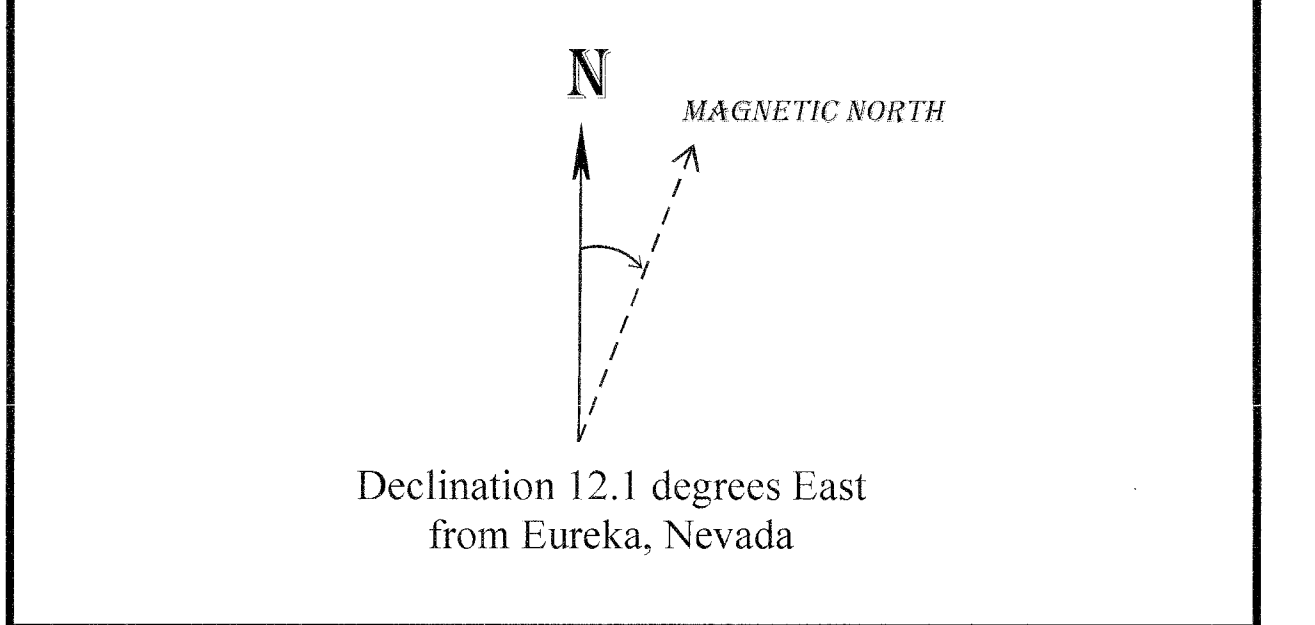 N
MAGNETIC NORTH
Declination 12.1 degrees East
from Eureka, Nevada